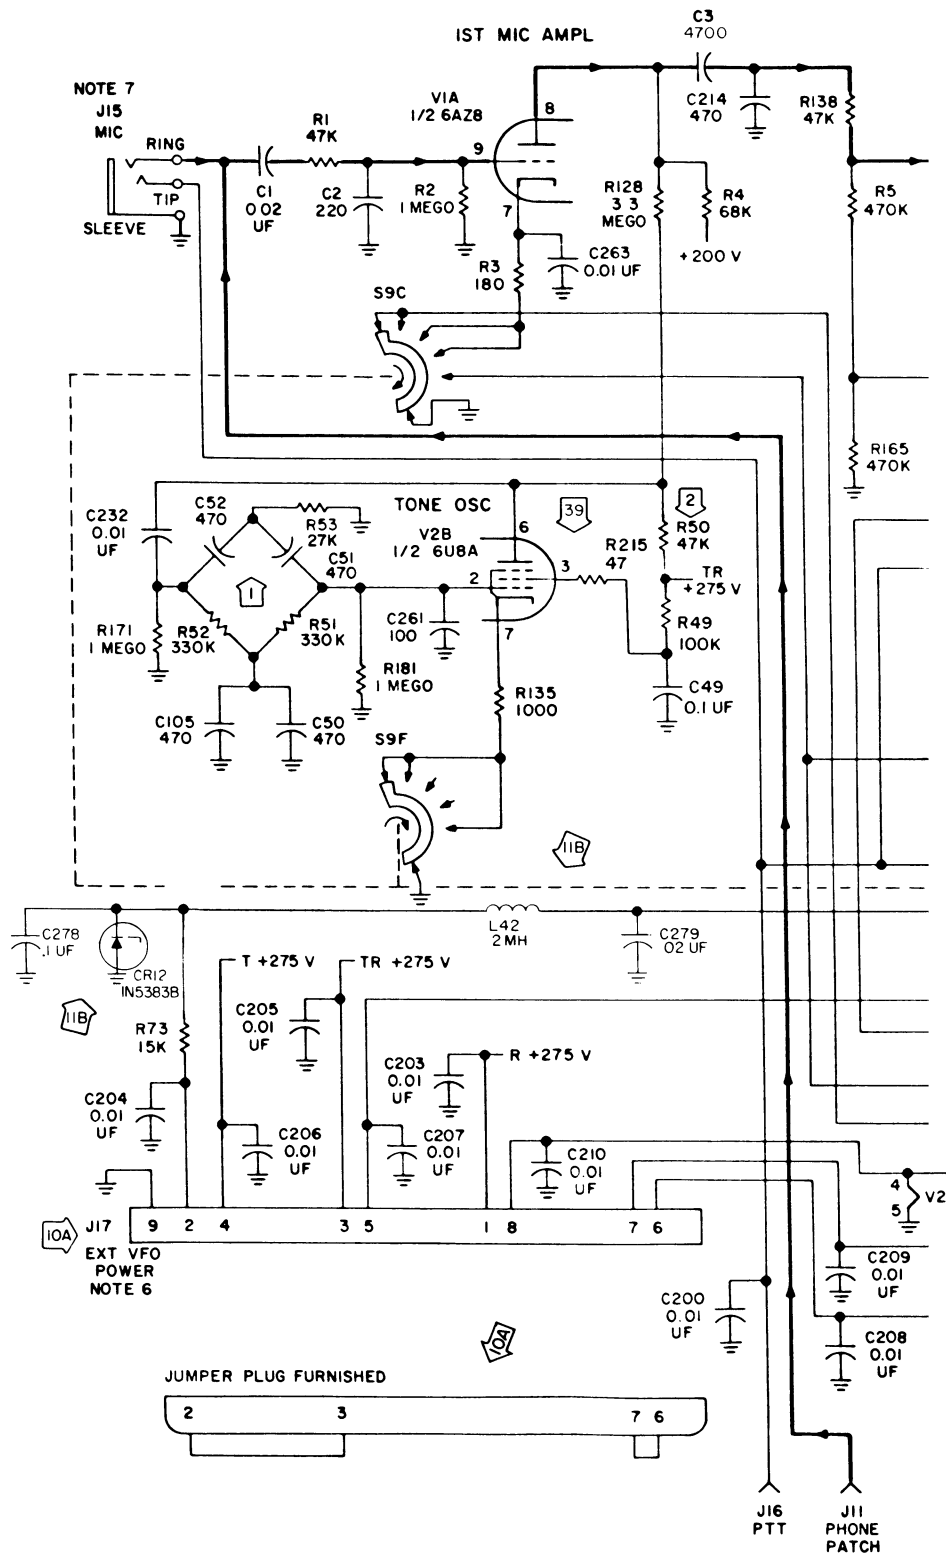 IST MIC AMPL
C3
4700
NOTE 7
J15
MIC
RING
TIP
SLEEVE
R1
47K
V1A
1/2 6AZ8
8
9
7
C214
470
R138
47K
C1
0.02
UF
C2
220
R2
1 MEGO
R128
3 3
MEGO
R4
68K
+200 V
R5
470K
R3
180
C263
0.01 UF
S9C
R165
470K
C232
0.01
UF
C52
470
R53
27K
C51
470
TONE OSC
V2B
1/2 6U8A
6
2
3
7
39
2
R215
47
R50
47K
TR
+275 V
R49
100K
1
R171
1 MEGO
R52
330K
R51
330K
C261
100
R181
1 MEGO
R135
1000
C49
0.1 UF
C105
470
C50
470
S9F
11B
C278
.1 UF
CR12
IN5383B
L42
2MH
C279
02 UF
11B
T +275 V
TR +275 V
R73
15K
C205
0.01
UF
C203
0.01
UF
R +275 V
C204
0.01
UF
C206
0.01
UF
C207
0.01
UF
C210
0.01
UF
4
5
V2
10A
J17
9 2 4 3 5 1 8 7 6
EXT VFO
POWER
NOTE 6
C209
0.01
UF
C200
0.01
UF
C208
0.01
UF
10A
JUMPER PLUG FURNISHED
2 3 7 6
J16
PTT
J11
PHONE
PATCH